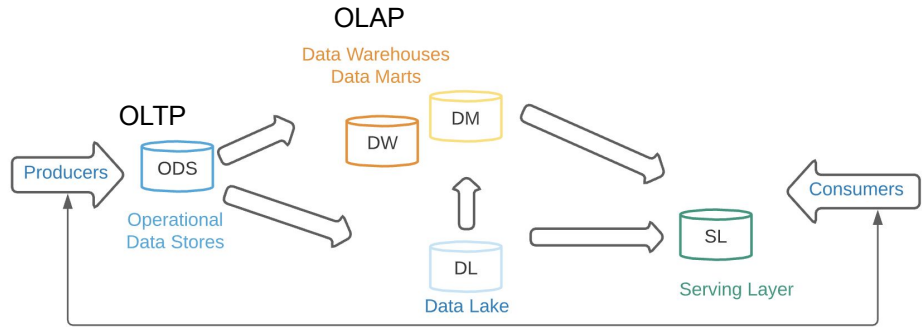 OLAP
Data Warehouses
Data Marts
OLTP
DM
DW
ODS
Producers
Consumers
Operational
Data Stores
SL
DL
Serving Layer
Data Lake